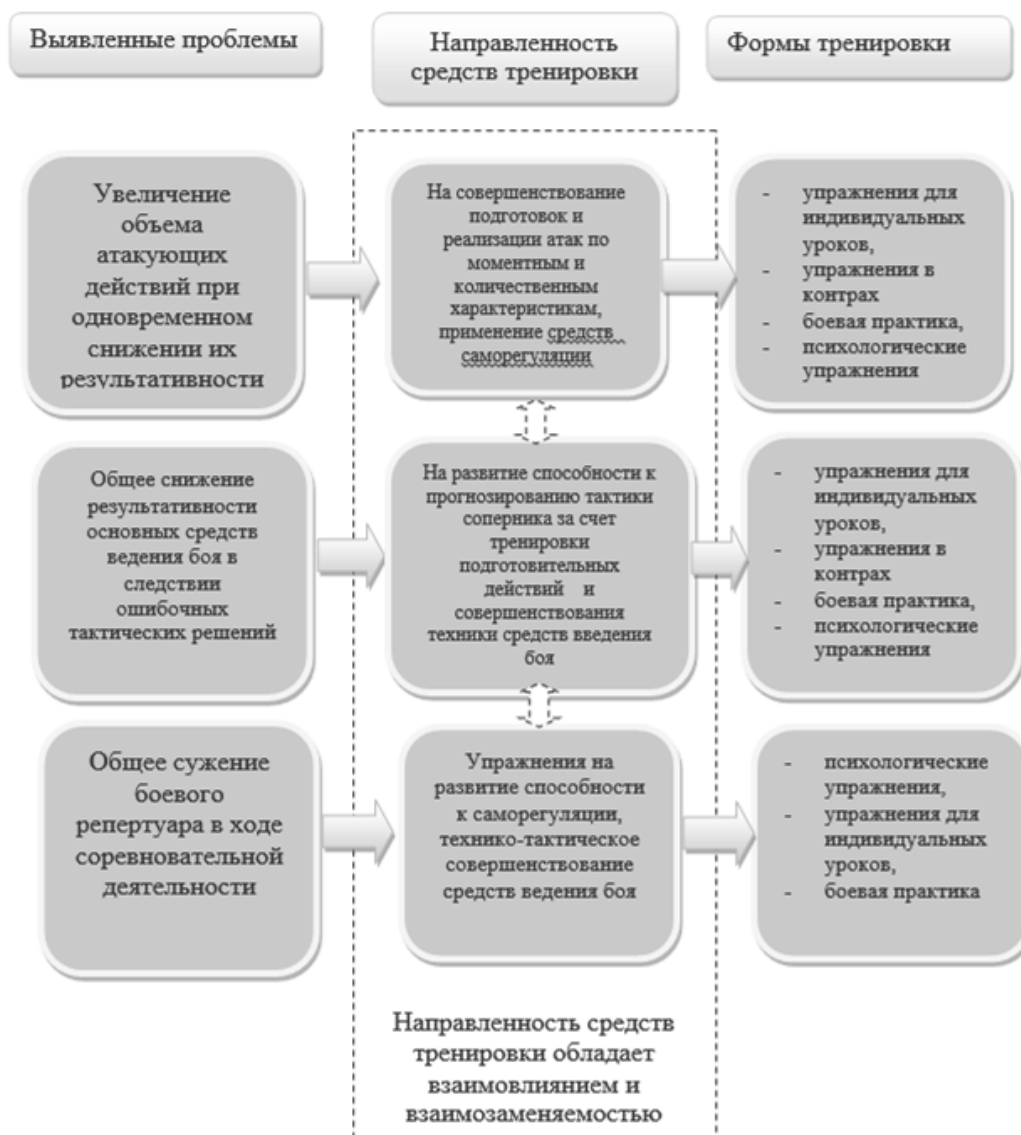 Выявленные проблемы
Направленность
средств тренировки
Формы тренировки
Увеличение
объема
атакующих
действий при
одновременном
снижении их
результативности
На совершенствование
подготовок и
реализации атак по
моментным и
количественным
характеристикам,
применение средств
саморегуляции
- упражнения для
индивидуальных
уроков,
- упражнения в
контрах
- боевая практика,
- психологические
упражнения
Общее снижение
результативности
основных средств
ведения боя в
следствии
ошибочных
тактических решений
На развитие способности к
прогнозированию тактики
соперника за счет
тренировки
подготовительных
действий и
совершенствования
техники средств введения
боя
- упражнения для
индивидуальных
уроков,
- упражнения в
контрах
- боевая практика,
- психологические
упражнения
Общее сужение
боевого
репертуара в ходе
соревновательной
деятельности
Упражнения на
развитие способности
к саморегуляции,
технико-тактическое
совершенствование
средств ведения боя
- психологические
упражнения,
- упражнения для
индивидуальных
уроков,
- боевая практика
Направленность средств
тренировки обладает
взаимовлиянием и
взаимозаменяемостью